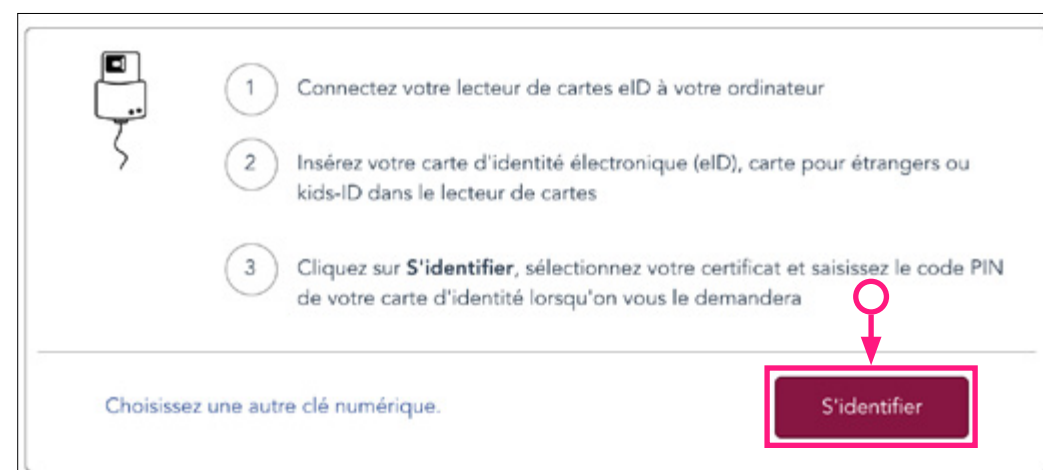 1 Connectez votre lecteur de cartes eID à votre ordinateur
2 Insérez votre carte d'identité électronique (eID), carte pour étrangers ou
kids-ID dans le lecteur de cartes
3 Cliquez sur S'identifier, sélectionnez votre certificat et saisissez le code PIN
de votre carte d'identité lorsqu'on vous le demandera
Choisissez une autre clé numérique.
S'identifier